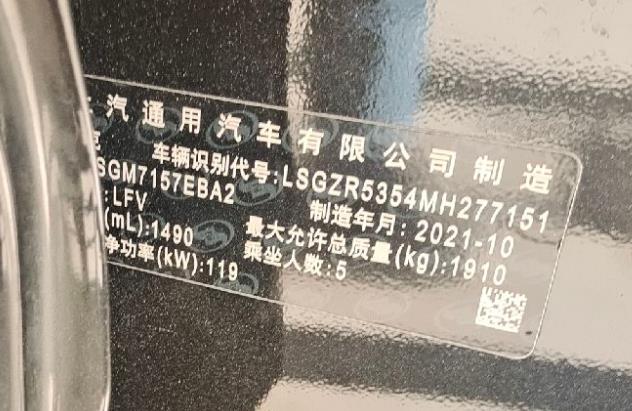 汽通用汽车有限公司制造
克 车辆识别代号:LSGZR5354MH277151
SGM7157EBA2 制造年月:2021-10
:LFV 最大允许总质量(kg):1910
(mL):1490 乘坐人数:5
净功率(kW):119